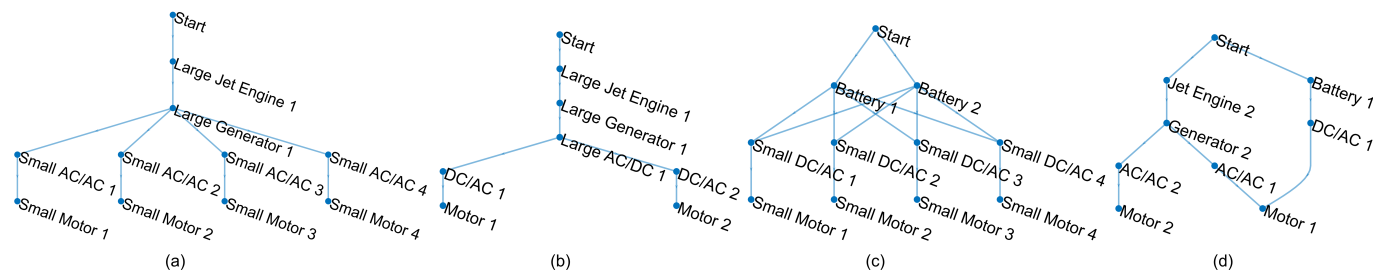 Start
Large Jet Engine 1
Large Generator 1
Small AC/AC 1
Small AC/AC 2
Small AC/AC 3
Small AC/AC 4
Small Motor 1
Small Motor 2
Small Motor 3
Small Motor 4
(a)
Start
Large Jet Engine 1
Large Generator 1
Large AC/DC 1
DC/AC 1
DC/AC 2
Motor 1
Motor 2
(b)
Start
Battery 1
Battery 2
Small DC/AC 1
Small DC/AC 2
Small DC/AC 3
Small DC/AC 4
Small Motor 1
Small Motor 2
Small Motor 3
Small Motor 4
(c)
Start
Jet Engine 2
Battery 1
Generator 2
DC/AC 1
AC/AC 2
AC/AC 1
Motor 2
Motor 1
(d)